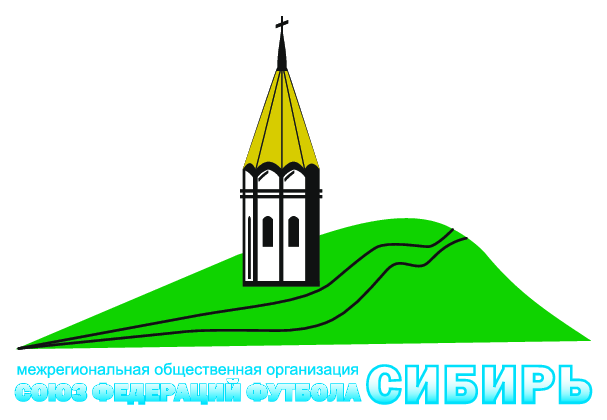 межрегиональная общественная организация
СОЮЗ ФЕДЕРАЦИЙ ФУТБОЛА СИБИРЬ